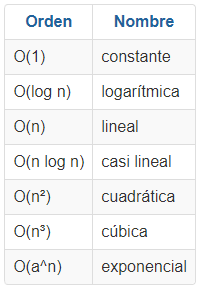 Orden Nombre
O(1) constante
O(log n) logarítmica
O(n) lineal
O(n log n) casi lineal
O(n²) cuadrática
O(n³) cúbica
O(a^n) exponencial